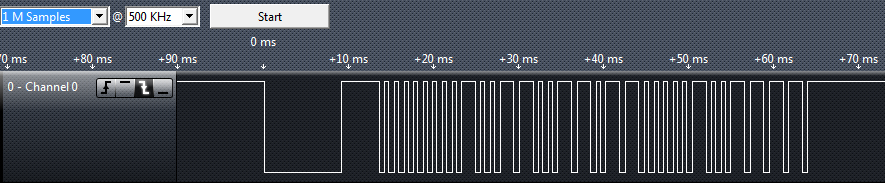 1 M Samples @ 500 KHz Start
0 ms
70 ms +80 ms +90 ms +10 ms +20 ms +30 ms +40 ms +50 ms +60 ms +70 ms
0 - Channel 0